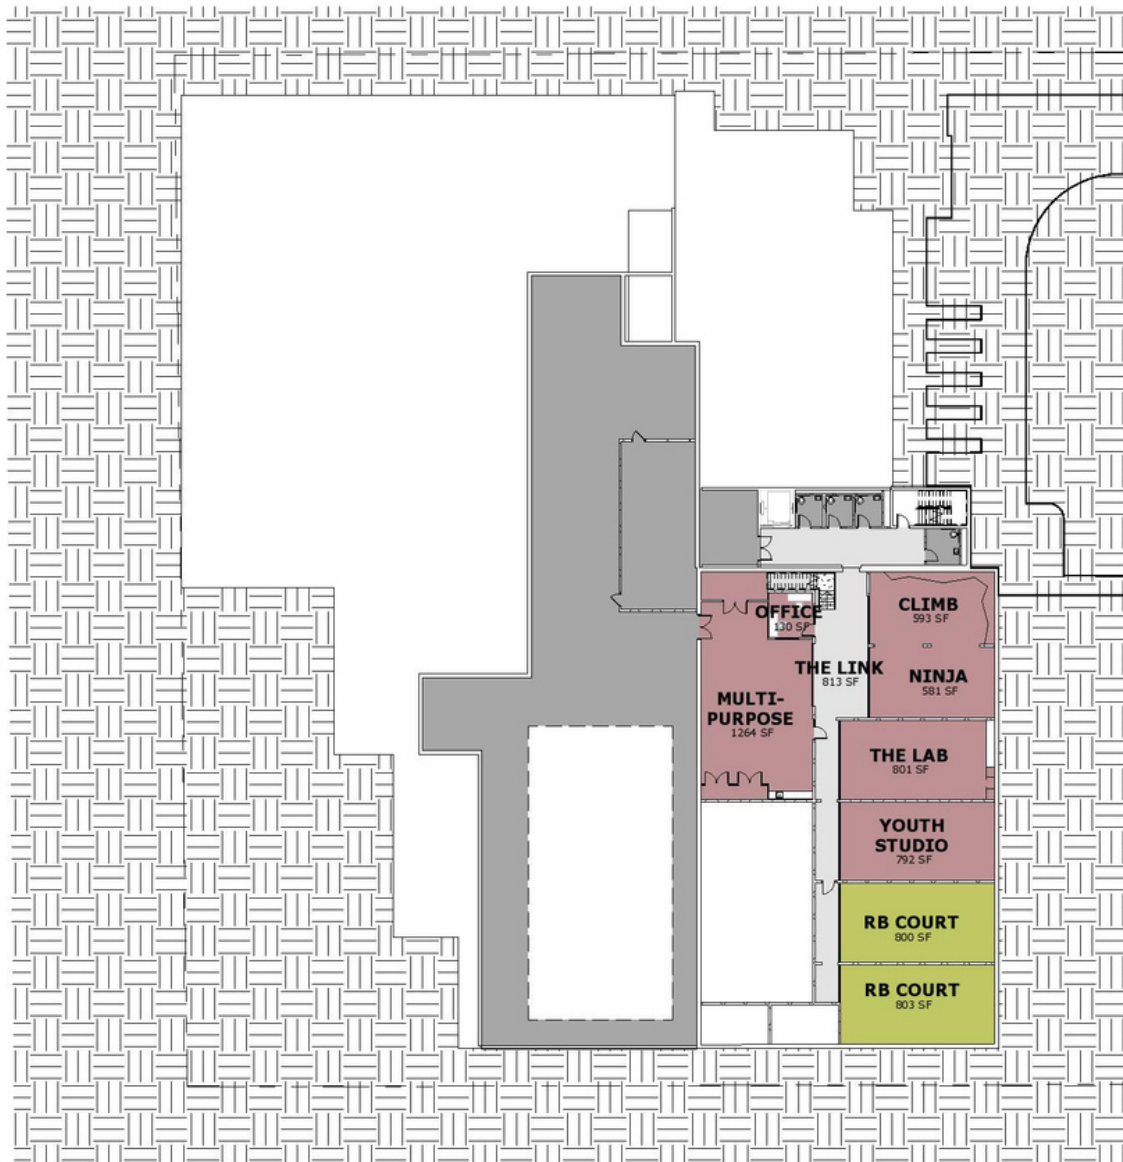 CLIMB
593 SF
OFFICE
130 SF
THE LINK
813 SF
NINJA
581 SF
MULTI-
PURPOSE
1264 SF
THE LAB
801 SF
YOUTH
STUDIO
792 SF
RB COURT
800 SF
RB COURT
803 SF